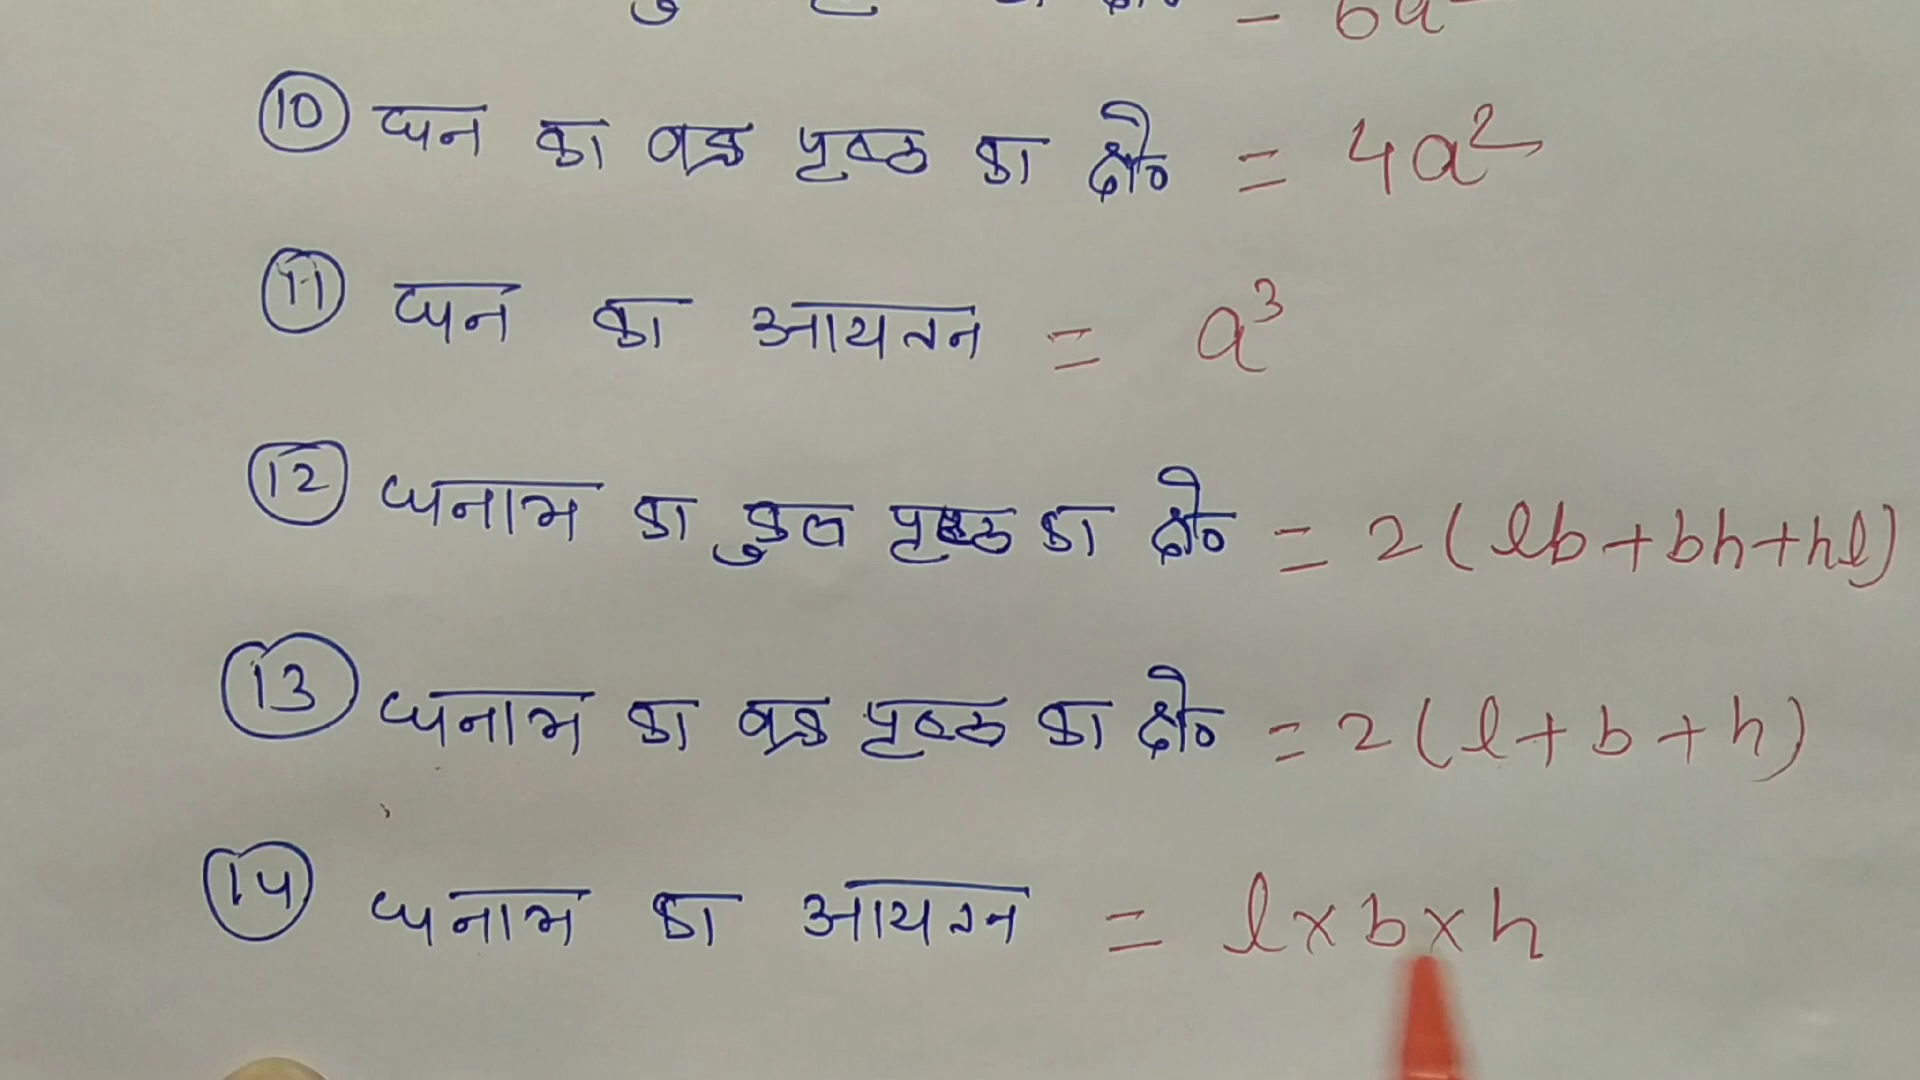 = 6a
10 घन का वक्र पृष्ठ का क्षे० = 4a²
11 घन का आयतन = a³
12 घनाभ का कुल पृष्ठ का क्षे० = 2(lb+bh+hl)
13 घनाभ का वक्र पृष्ठ का क्षे० = 2(l+b+h)
14 घनाभ का आयतन = l×b×h